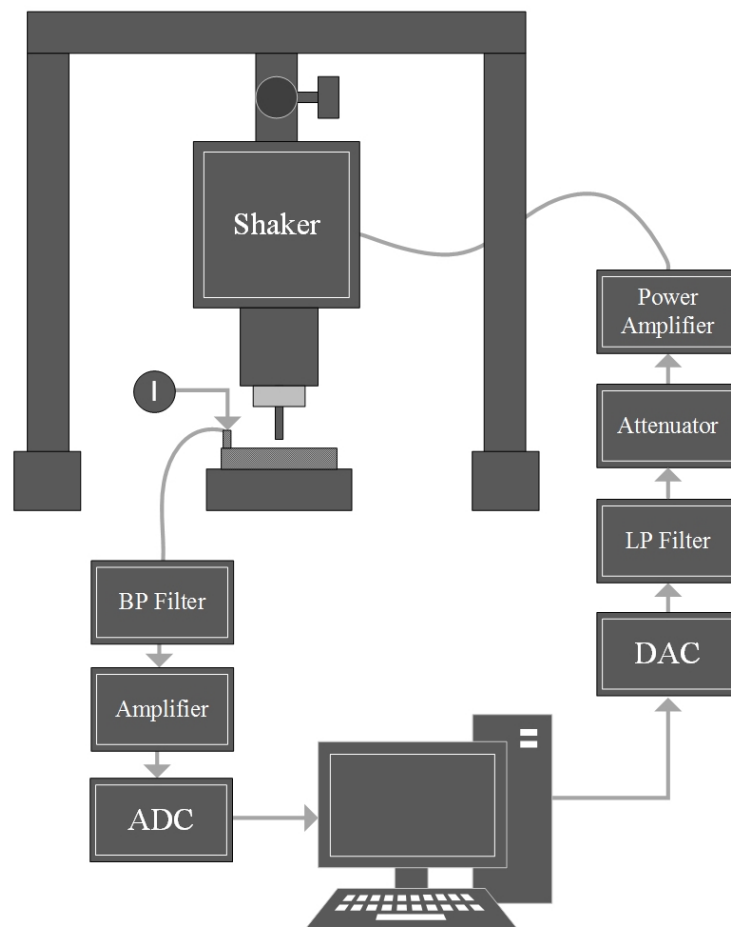 Shaker
Power
Amplifier
I
Attenuator
LP Filter
BP Filter
DAC
Amplifier
ADC